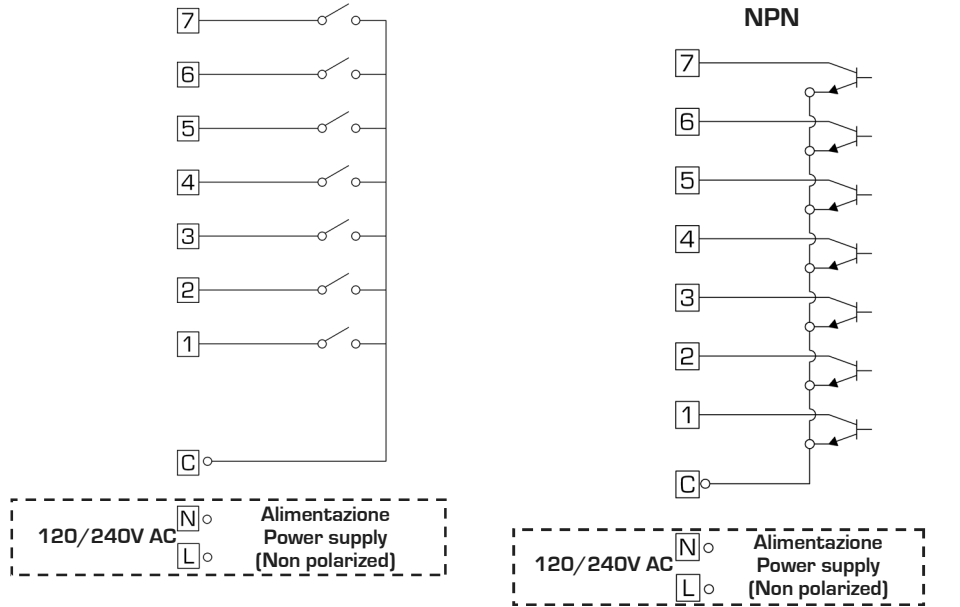 7
6
5
4
3
2
1
C
120/240V AC
N
L
Alimentazione
Power supply
(Non polarized)
NPN
7
6
5
4
3
2
1
C
120/240V AC
N
L
Alimentazione
Power supply
(Non polarized)